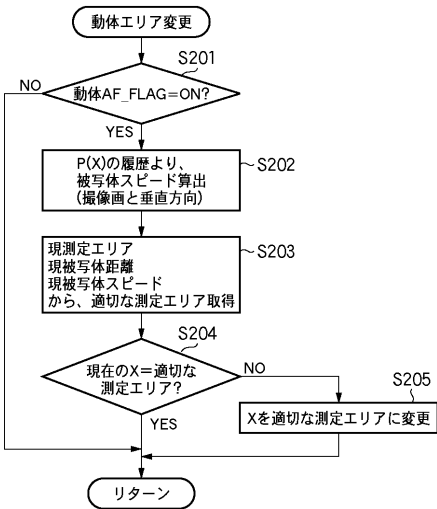 動体エリア変更
S201
NO
動体AF_FLAG=ON?
YES
P(X)の履歴より、
被写体スピード算出
(撮像画と垂直方向)
S202
現測定エリア
現被写体距離
現被写体スピード
から、適切な測定エリア取得
S203
S204
現在のX=適切な
測定エリア?
NO
YES
S205
Xを適切な測定エリアに変更
リターン